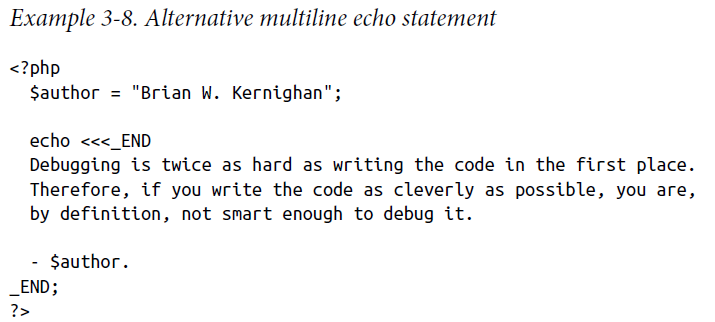 Example 3-8. Alternative multiline echo statement
<?php
$author = "Brian W. Kernighan";
echo <<<_END
Debugging is twice as hard as writing the code in the first place.
Therefore, if you write the code as cleverly as possible, you are,
by definition, not smart enough to debug it.
- $author.
_END;
?>